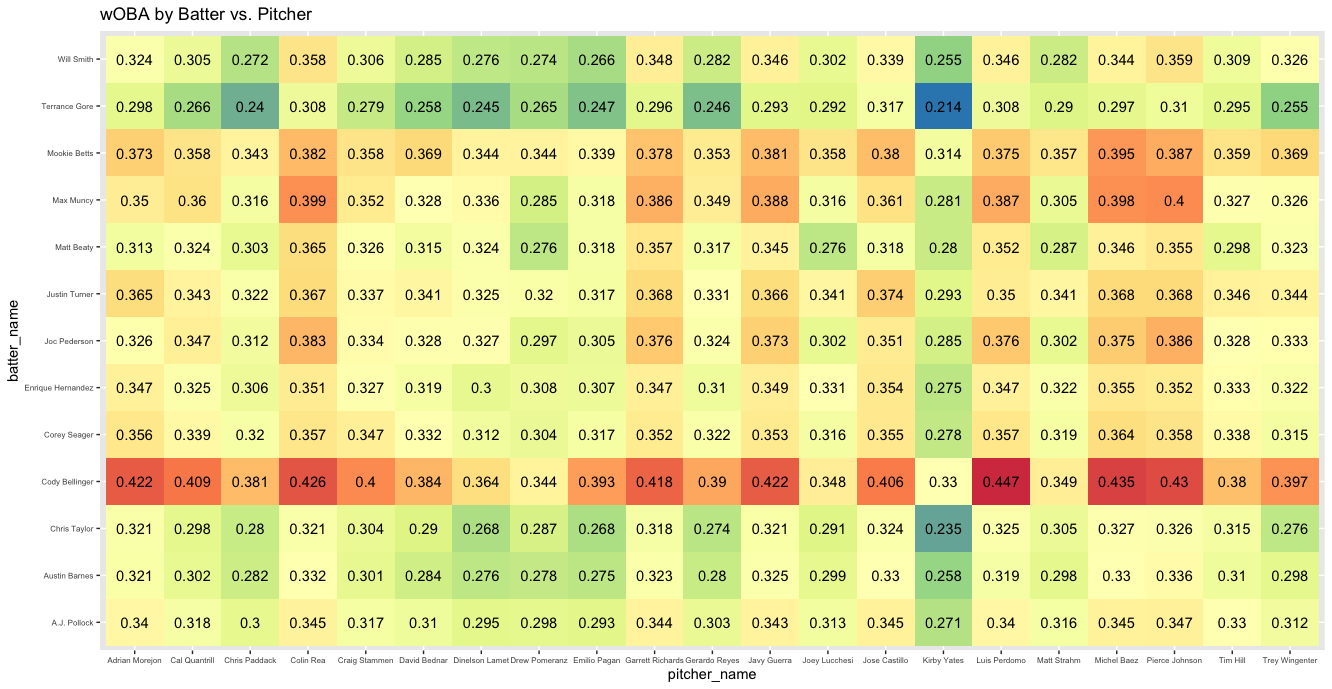 wOBA by Batter vs. Pitcher
batter_name
Will Smith 0.324 0.305 0.272 0.358 0.306 0.285 0.276 0.274 0.266 0.348 0.282 0.346 0.302 0.339 0.255 0.346 0.282 0.344 0.359 0.309 0.326
Terrance Gore 0.298 0.266 0.24 0.308 0.279 0.258 0.245 0.265 0.247 0.296 0.246 0.293 0.292 0.317 0.214 0.308 0.29 0.297 0.31 0.295 0.255
Mookie Betts 0.373 0.358 0.343 0.382 0.358 0.369 0.344 0.344 0.339 0.378 0.353 0.381 0.358 0.38 0.314 0.375 0.357 0.395 0.387 0.359 0.369
Max Muncy 0.35 0.36 0.316 0.399 0.352 0.328 0.336 0.285 0.318 0.386 0.349 0.388 0.316 0.361 0.281 0.387 0.305 0.398 0.4 0.327 0.326
Matt Beaty 0.313 0.324 0.303 0.365 0.326 0.315 0.324 0.276 0.318 0.357 0.317 0.345 0.276 0.318 0.28 0.352 0.287 0.346 0.355 0.298 0.323
Justin Turner 0.365 0.343 0.322 0.367 0.337 0.341 0.325 0.32 0.317 0.368 0.331 0.366 0.341 0.374 0.293 0.35 0.341 0.368 0.368 0.346 0.344
Joc Pederson 0.326 0.347 0.312 0.383 0.334 0.328 0.327 0.297 0.305 0.376 0.324 0.373 0.302 0.351 0.285 0.376 0.302 0.375 0.386 0.328 0.333
Enrique Hernandez 0.347 0.325 0.306 0.351 0.327 0.319 0.3 0.308 0.307 0.347 0.31 0.349 0.331 0.354 0.275 0.347 0.322 0.355 0.352 0.333 0.322
Corey Seager 0.356 0.339 0.32 0.357 0.347 0.332 0.312 0.304 0.317 0.352 0.322 0.353 0.316 0.355 0.278 0.357 0.319 0.364 0.358 0.338 0.315
Cody Bellinger 0.422 0.409 0.381 0.426 0.4 0.384 0.364 0.344 0.393 0.418 0.39 0.422 0.348 0.406 0.33 0.447 0.349 0.435 0.43 0.38 0.397
Chris Taylor 0.321 0.298 0.28 0.321 0.304 0.29 0.268 0.287 0.268 0.318 0.274 0.321 0.291 0.324 0.235 0.325 0.305 0.327 0.326 0.315 0.276
Austin Barnes 0.321 0.302 0.282 0.332 0.301 0.284 0.276 0.278 0.275 0.323 0.28 0.325 0.299 0.33 0.258 0.319 0.298 0.33 0.336 0.31 0.298
A.J. Pollock 0.34 0.318 0.3 0.345 0.317 0.31 0.295 0.298 0.293 0.344 0.303 0.343 0.313 0.345 0.271 0.34 0.316 0.345 0.347 0.33 0.312
Adrian Morejon Cal Quantrill Chris Paddack Colin Rea Craig Stammen David Bednar Dinelson Lamet Drew Pomeranz Emilio Pagan Garrett Richards Gerardo Reyes Javy Guerra Joey Lucchesi Jose Castillo Kirby Yates Luis Perdomo Matt Strahm Michel Baez Pierce Johnson Tim Hill Trey Wingenter
pitcher_name